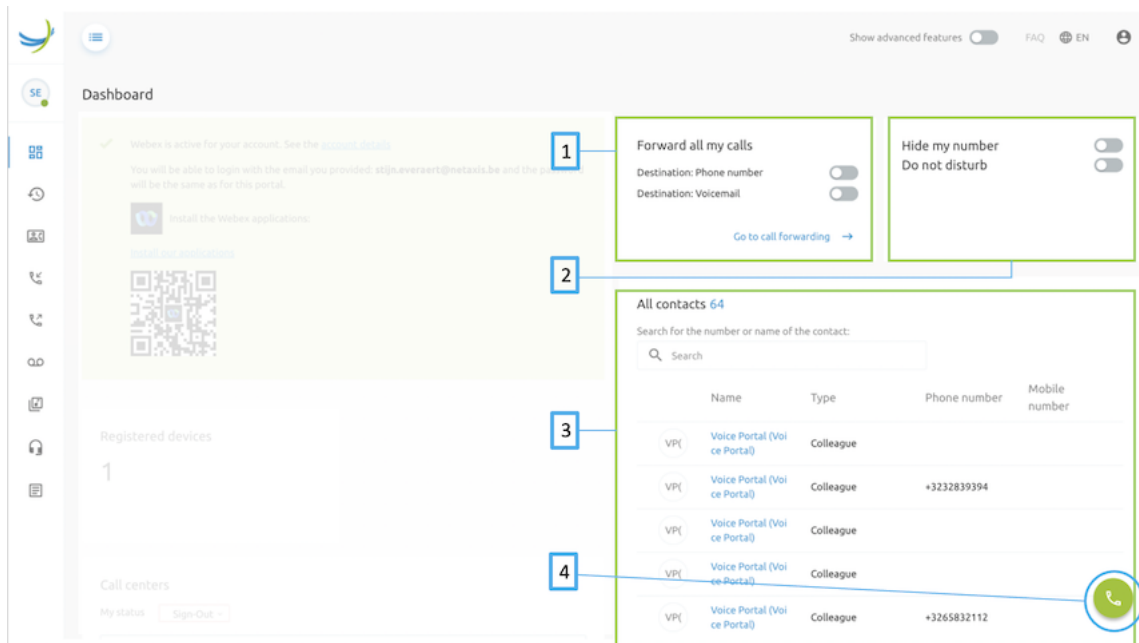 Show advanced features
FAQ
EN
SE
Dashboard
Webex is active for your account. See the account details
You will be able to login with the email you provided: stijn.everaert@netaxis.be and the password
will be the same as for this portal.
Install the Webex applications:
Install our applications
Registered devices
1
Call centers
My status
Sign-Out
1
Forward all my calls
Destination: Phone number
Destination: Voicemail
Go to call forwarding →
Hide my number
Do not disturb
2
3
All contacts 64
Search for the number or name of the contact:
Search
Name Type Phone number Mobile
number
VP( Voice Portal (Voi
ce Portal) Colleague
VP( Voice Portal (Voi
ce Portal) Colleague +3232839394
VP( Voice Portal (Voi
ce Portal) Colleague
VP( Voice Portal (Voi
ce Portal) Colleague
VP( Voice Portal (Voi
ce Portal) Colleague +3265832112
4